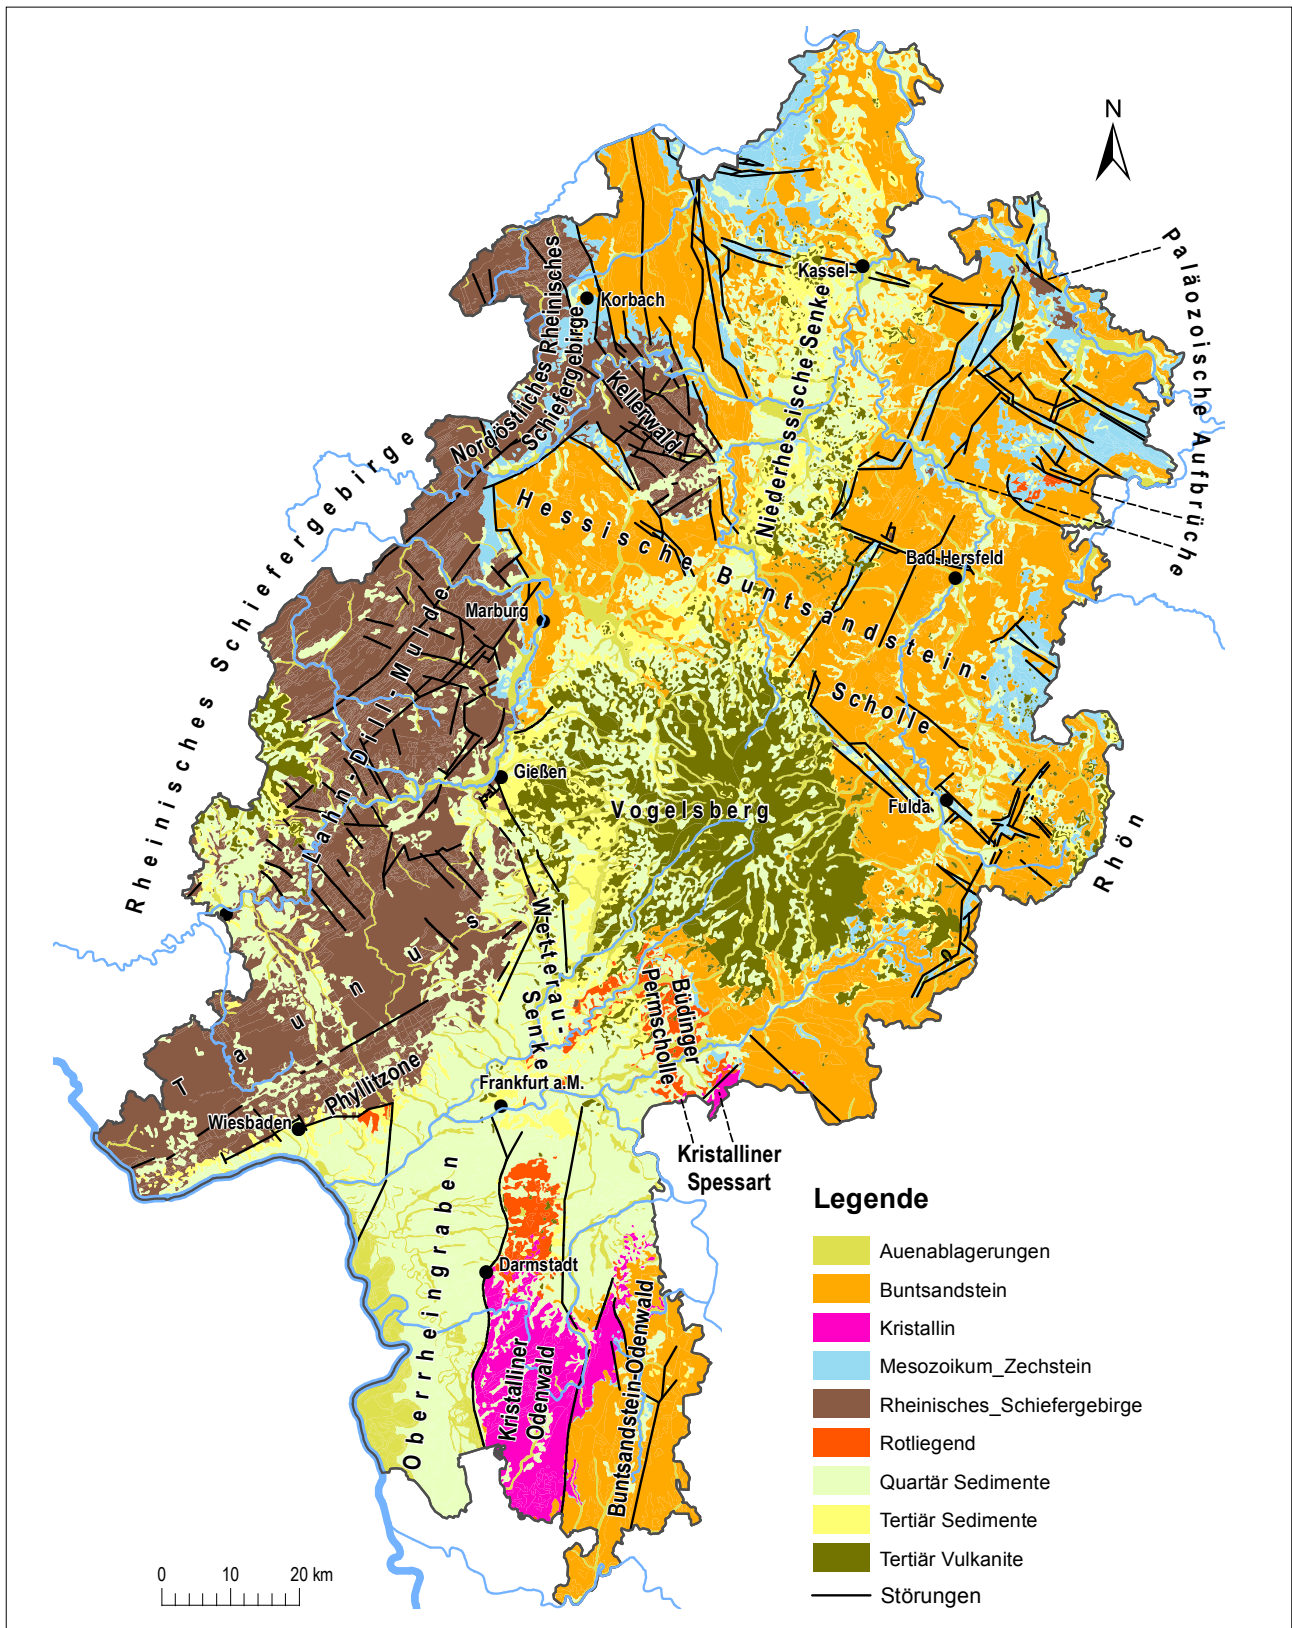 N
Paläozoische Aufbrüche
Kassel
Korbach
Nordöstliches Rheinisches
Schiefergebirge
Kellerwald
Niederhessische Senke
Rheinisches Schiefergebirge
Hessische Buntsandstein-
Scholle
Bad Hersfeld
Marburg
Lahn-Dill-Mulde
Gießen
Vogelsberg
Fulda
Rhön
Wetterau-
Senke
Taunus
Büdinger
Permscholle
Phyllitzone
Frankfurt a.M.
Wiesbaden
Kristalliner
Spessart
Oberrheingraben
Darmstadt
Kristalliner
Odenwald
Buntsandstein-Odenwald
Legende
Auenablagerungen
Buntsandstein
Kristallin
Mesozoikum_Zechstein
Rheinisches_Schiefergebirge
Rotliegend
Quartär Sedimente
Tertiär Sedimente
Tertiär Vulkanite
Störungen
0 10 20 km